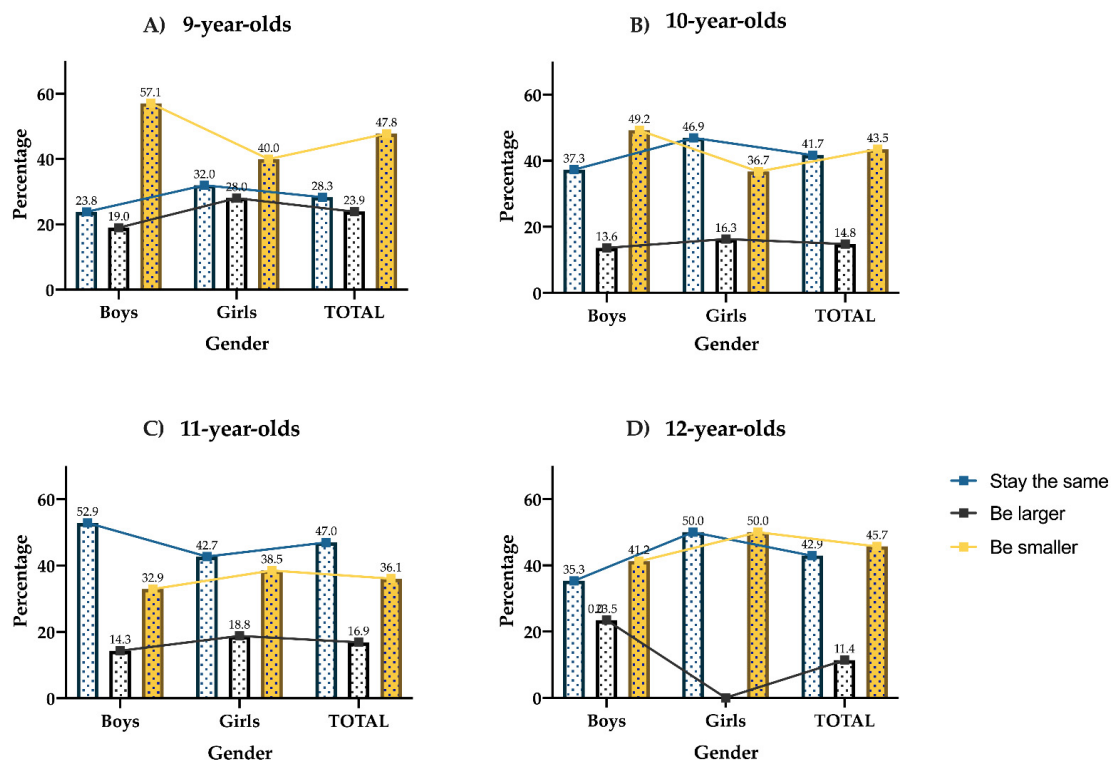 A) 9-year-olds
60
40
20
0
Percentage
23.8
19.0
57.1
32.0
28.0
40.0
28.3
23.9
47.8
Boys Girls TOTAL
Gender
B) 10-year-olds
60
40
20
0
Percentage
37.3
13.6
49.2
46.9
16.3
36.7
41.7
14.8
43.5
Boys Girls TOTAL
Gender
C) 11-year-olds
60
40
20
0
Percentage
52.9
14.3
32.9
42.7
18.8
38.5
47.0
16.9
36.1
Boys Girls TOTAL
Gender
D) 12-year-olds
60
40
20
0
Percentage
35.3
0.0
23.5
41.2
50.0
50.0
42.9
11.4
45.7
Boys Girls TOTAL
Gender
Stay the same
Be larger
Be smaller